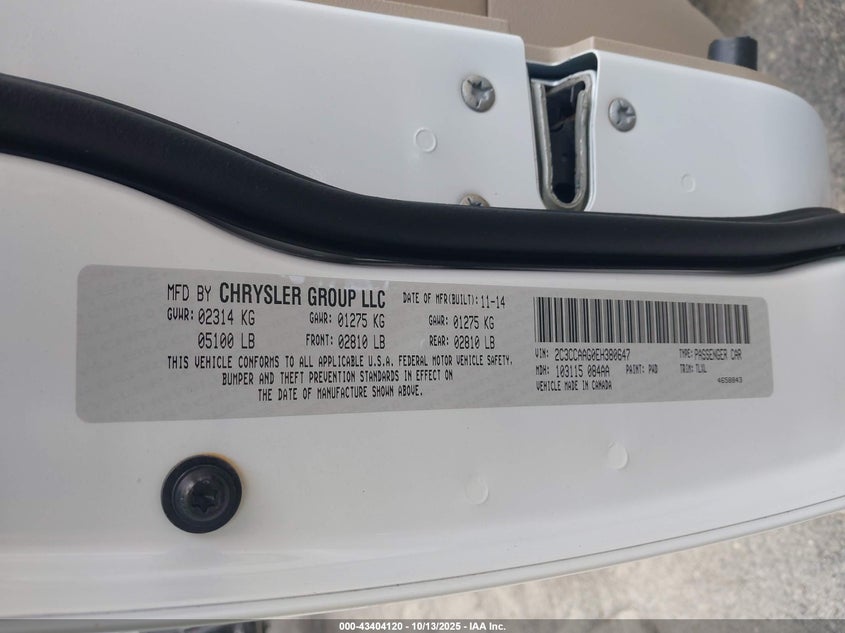 MFD BY CHRYSLER GROUP LLC DATE OF MFR(BUILT): 11-14
GVWR: 02314 KG GAWR: 01275 KG GAWR: 01275 KG
05100 LB FRONT: 02810 LB REAR: 02810 LB
THIS VEHICLE CONFORMS TO ALL APPLICABLE U.S.A. FEDERAL MOTOR VEHICLE SAFETY,
BUMPER AND THEFT PREVENTION STANDARDS IN EFFECT ON
THE DATE OF MANUFACTURE SHOWN ABOVE.
VIN: 2C3CCAAG0EH380647 TYPE: PASSENGER CAR
MDH: 103115 084AA PAINT: PWD TRIM: TLXL
VEHICLE MADE IN CANADA 4658843
000-43404120 - 10/13/2025 - IAA Inc.